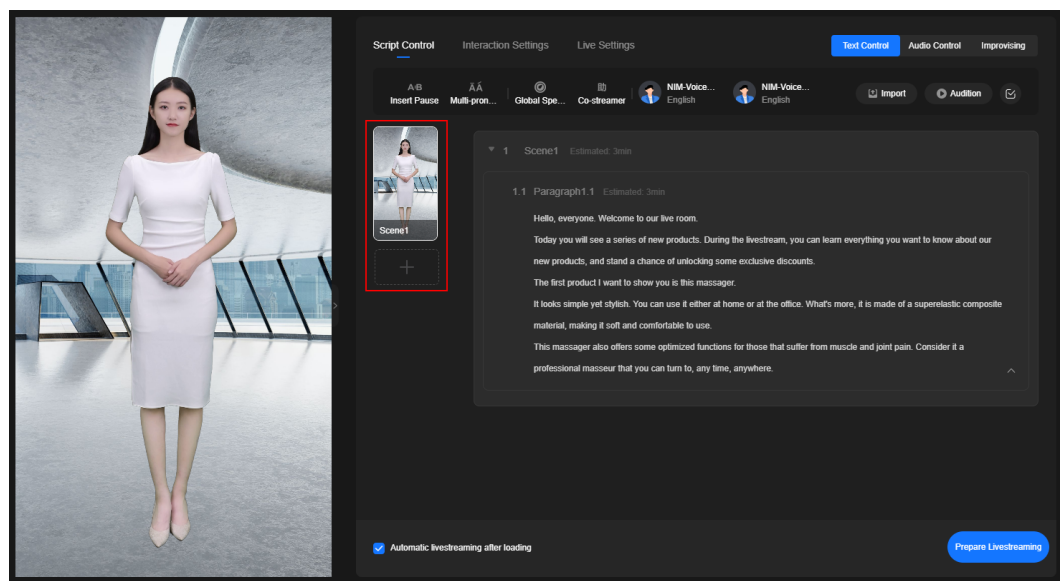 Script Control Interaction Settings Live Settings
Text Control Audio Control Improvising
A·B ĀÁ
Insert Pause Multi-pron... Global Spe... Co-streamer
NIM-Voice...
English
NIM-Voice...
English
Import Audition
Scene1
1 Scene1 Estimated: 3min
1.1 Paragraph1.1 Estimated: 3min
Hello, everyone. Welcome to our live room.
Today you will see a series of new products. During the livestream, you can learn everything you want to know about our
new products, and stand a chance of unlocking some exclusive discounts.
The first product I want to show you is this massager.
It looks simple yet stylish. You can use it either at home or at the office. What's more, it is made of a superelastic composite
material, making it soft and comfortable to use.
This massager also offers some optimized functions for those that suffer from muscle and joint pain. Consider it a
professional masseur that you can turn to, any time, anywhere.
Automatic livestreaming after loading
Prepare Livestreaming